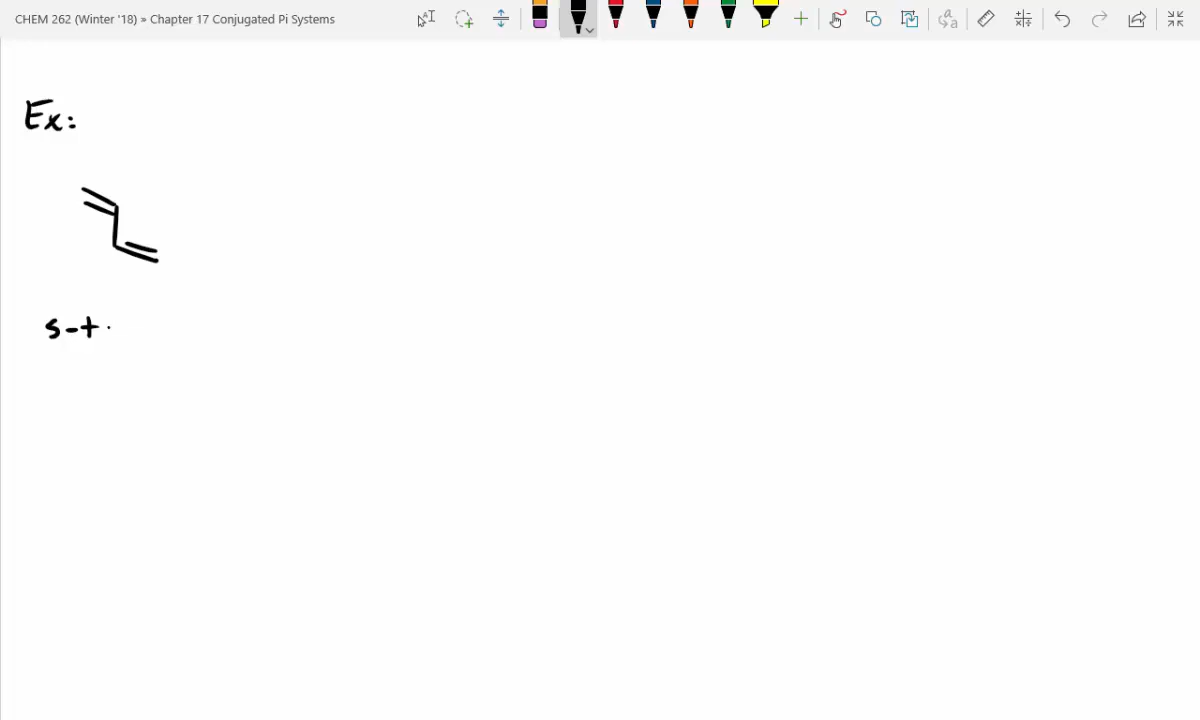 CHEM 262 (Winter '18) » Chapter 17 Conjugated Pi Systems
Ex:
s-t